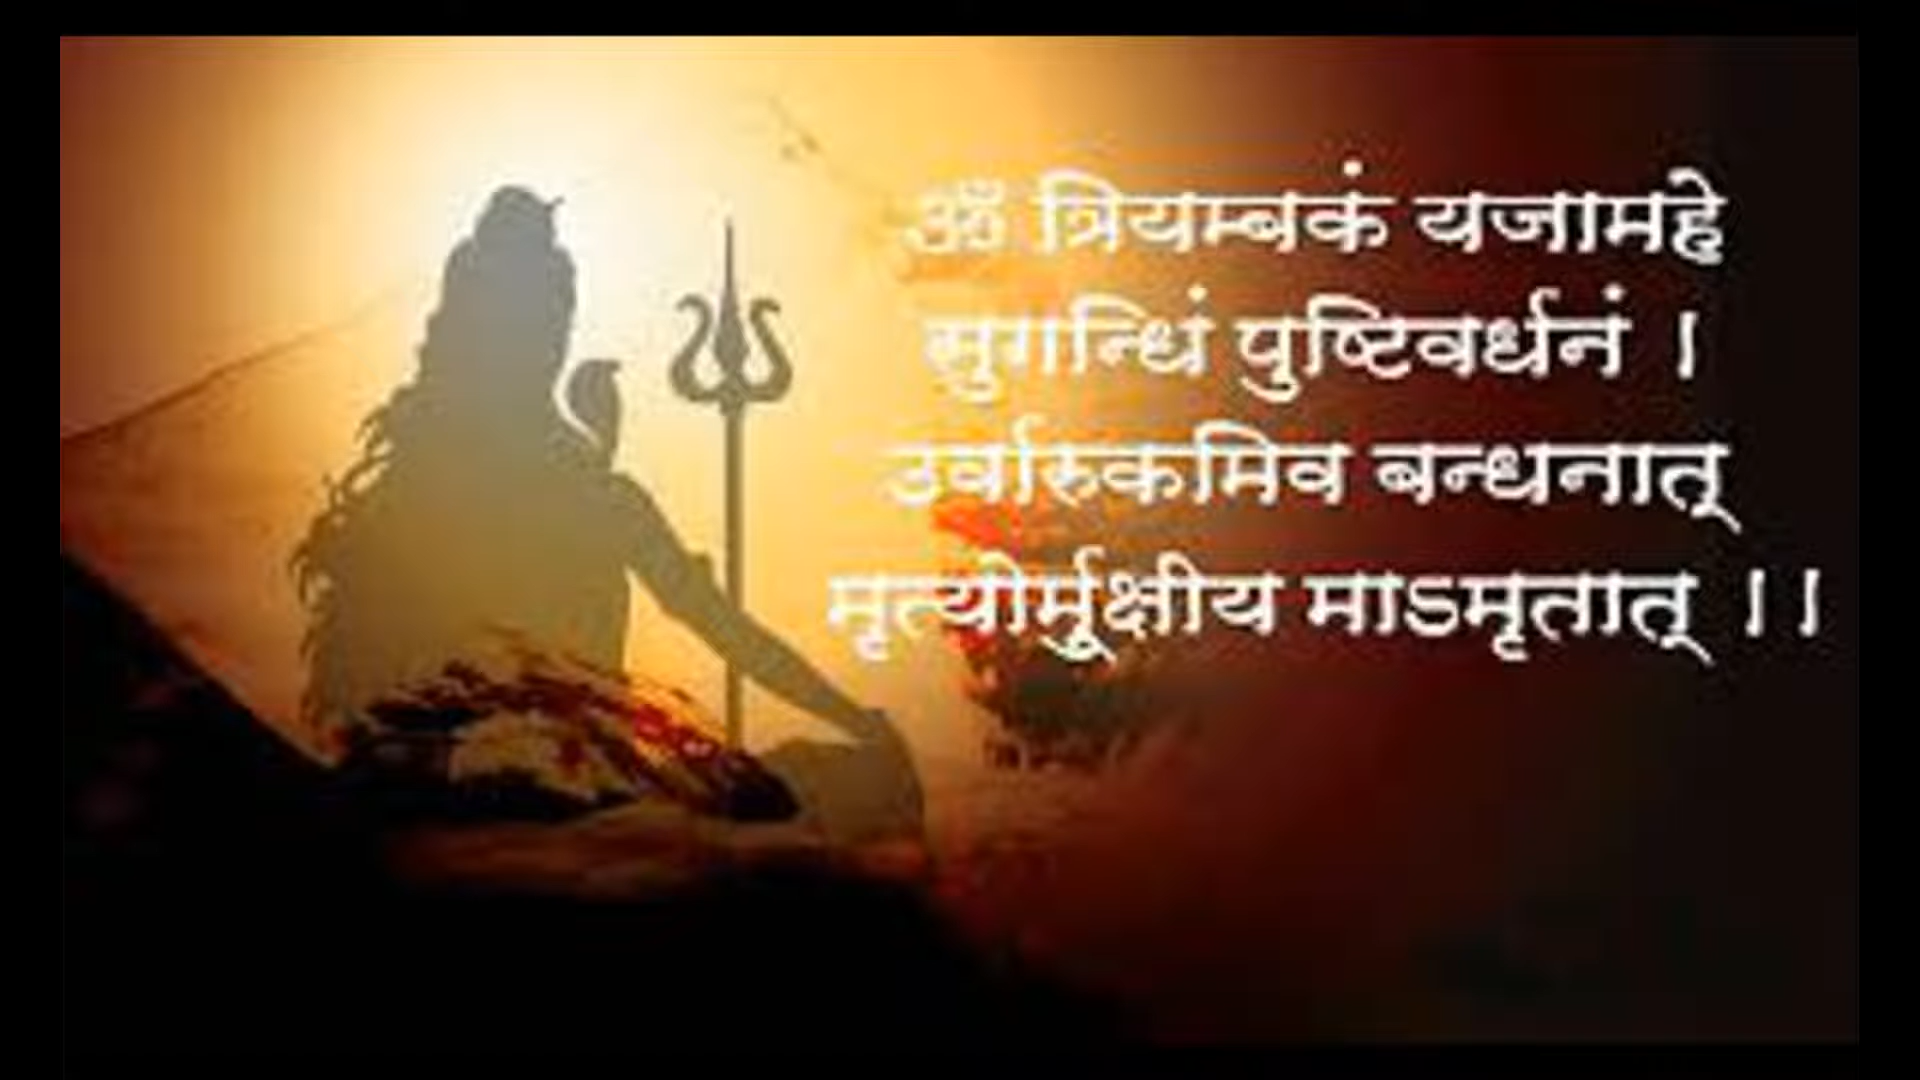 ॐ त्रियम्बकं यजामहे
सुगन्धिं पुष्टिवर्धनं ।
उर्वारुकमिव बन्धनात्
मृत्योर्मुक्षीय माऽमृतात् ।।